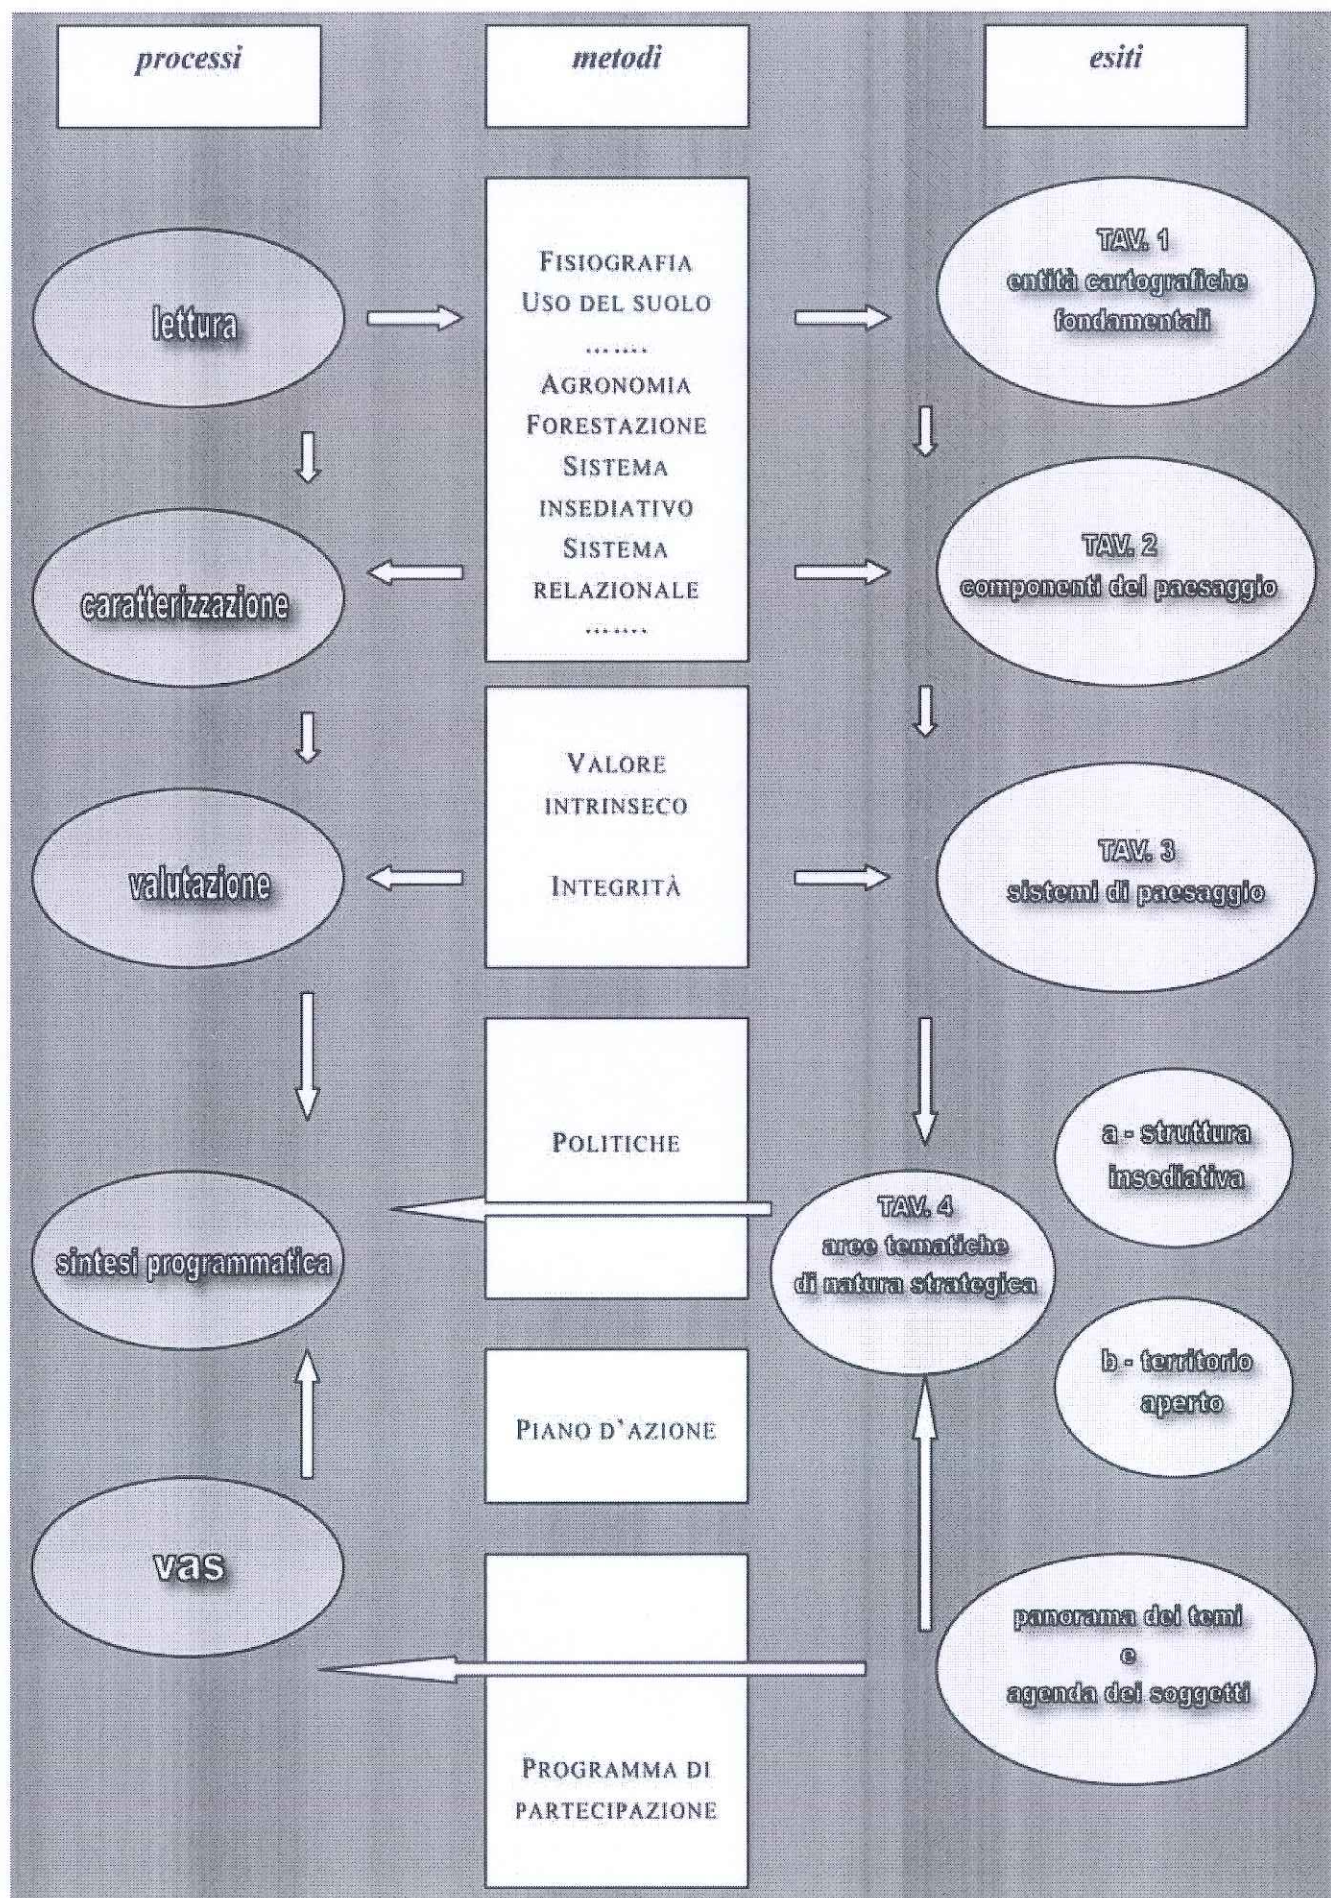 processi
metodi
esiti
lettura
FISIOGRAFIA
USO DEL SUOLO
.......
AGRONOMIA
FORESTAZIONE
SISTEMA
INSEDIATIVO
SISTEMA
RELAZIONALE
.......
TAV. 1
entità cartografiche
fondamentali
caratterizzazione
TAV. 2
componenti del paesaggio
valutazione
VALORE
INTRINSECO
INTEGRITÀ
TAV. 3
sistemi di paesaggio
sintesi programmatica
POLITICHE
TAV. 4
aree tematiche
di natura strategica
a - struttura
insediativa
b - territorio
aperto
PIANO D'AZIONE
vas
PROGRAMMA DI
PARTECIPAZIONE
panorama dei temi
e
agenda dei soggetti